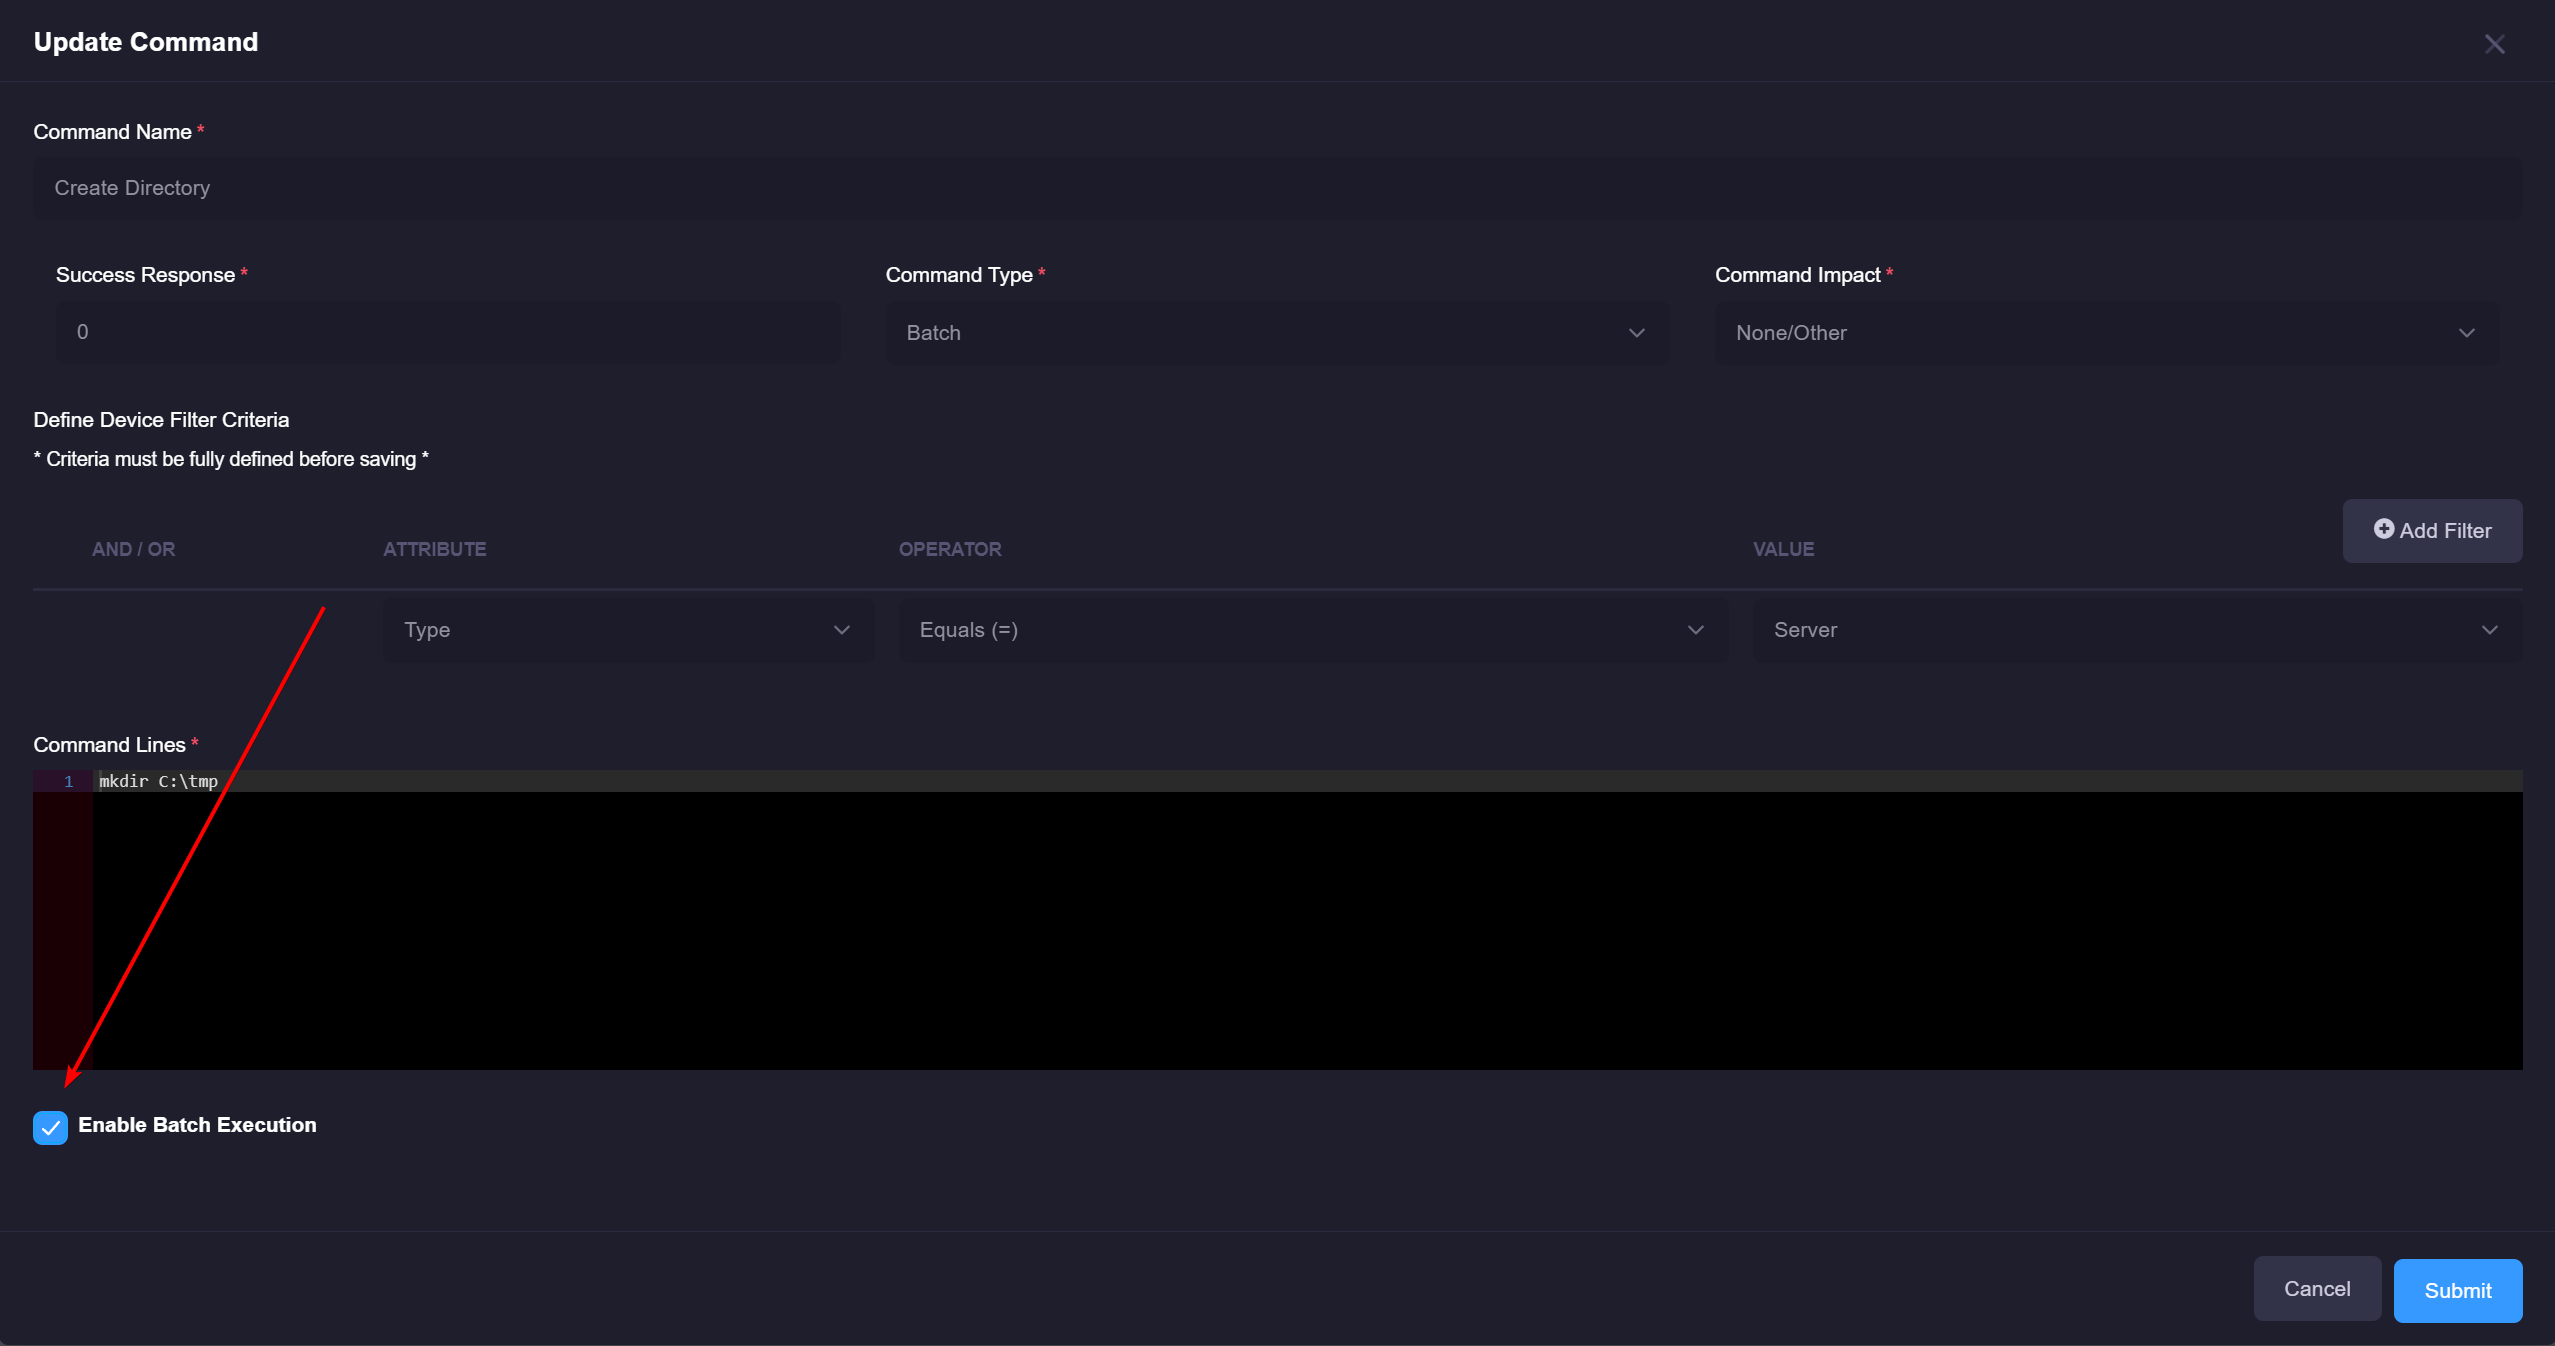 Update Command
Command Name *
Create Directory
Success Response * Command Type * Command Impact *
0 Batch None/Other
Define Device Filter Criteria
* Criteria must be fully defined before saving *
Add Filter
AND / OR ATTRIBUTE OPERATOR VALUE
Type Equals (=) Server
Command Lines *
1 mkdir C:\tmp
Enable Batch Execution
Cancel Submit